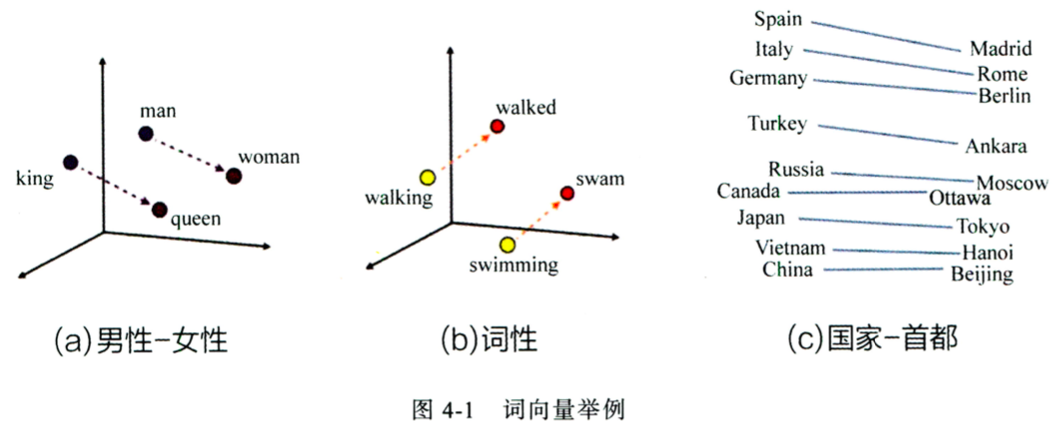 man
woman
king
queen
(a)男性-女性
walked
walking
swam
swimming
(b)词性
Spain Madrid
Italy Rome
Germany Berlin
Turkey Ankara
Russia Moscow
Canada Ottawa
Japan Tokyo
Vietnam Hanoi
China Beijing
(c)国家-首都
图 4-1 词向量举例